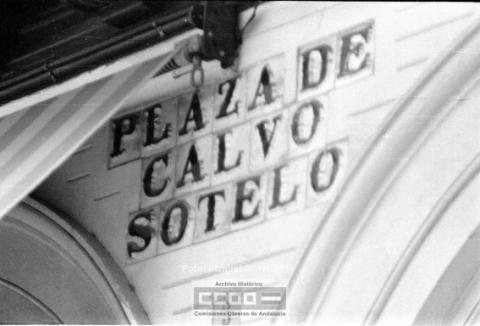 PLAZA DE
CALVO
SOTELO
Archivo Histórico
CCOO
Comisiones Obreras de Andalucía